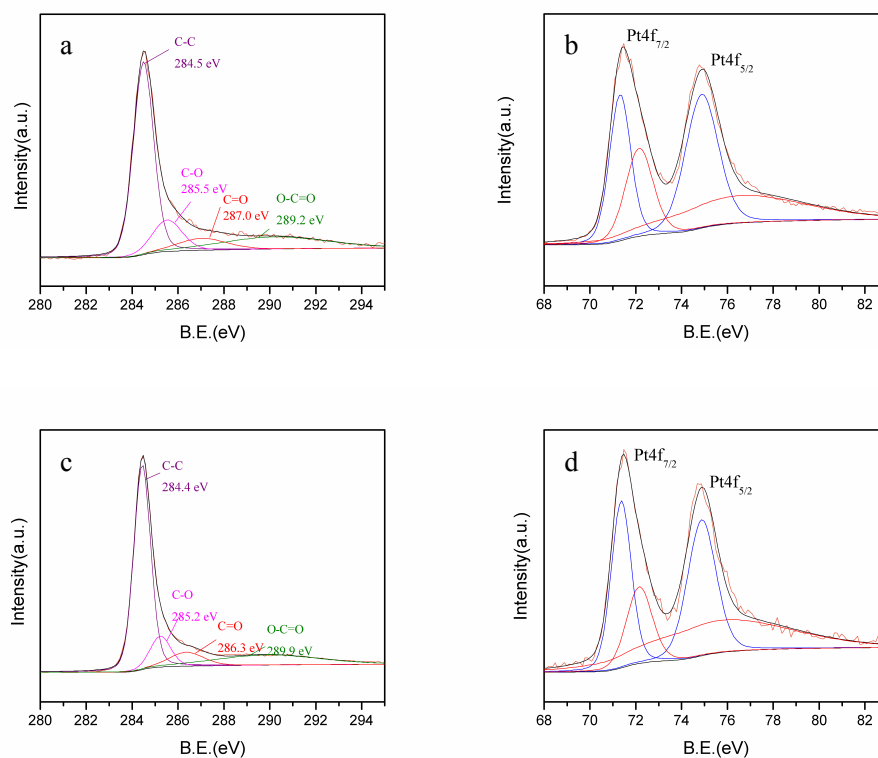 a
C-C
284.5 eV
C-O
285.5 eV
C=O
287.0 eV
O-C=O
289.2 eV
Intensity(a.u.)
280 282 284 286 288 290 292 294
B.E.(eV)
b
Pt4f7/2
Pt4f5/2
Intensity(a.u.)
68 70 72 74 76 78 80 82
B.E.(eV)
c
C-C
284.4 eV
C-O
285.2 eV
C=O
286.3 eV
O-C=O
289.9 eV
Intensity(a.u.)
280 282 284 286 288 290 292 294
B.E.(eV)
d
Pt4f7/2
Pt4f5/2
Intensity(a.u.)
68 70 72 74 76 78 80 82
B.E.(eV)